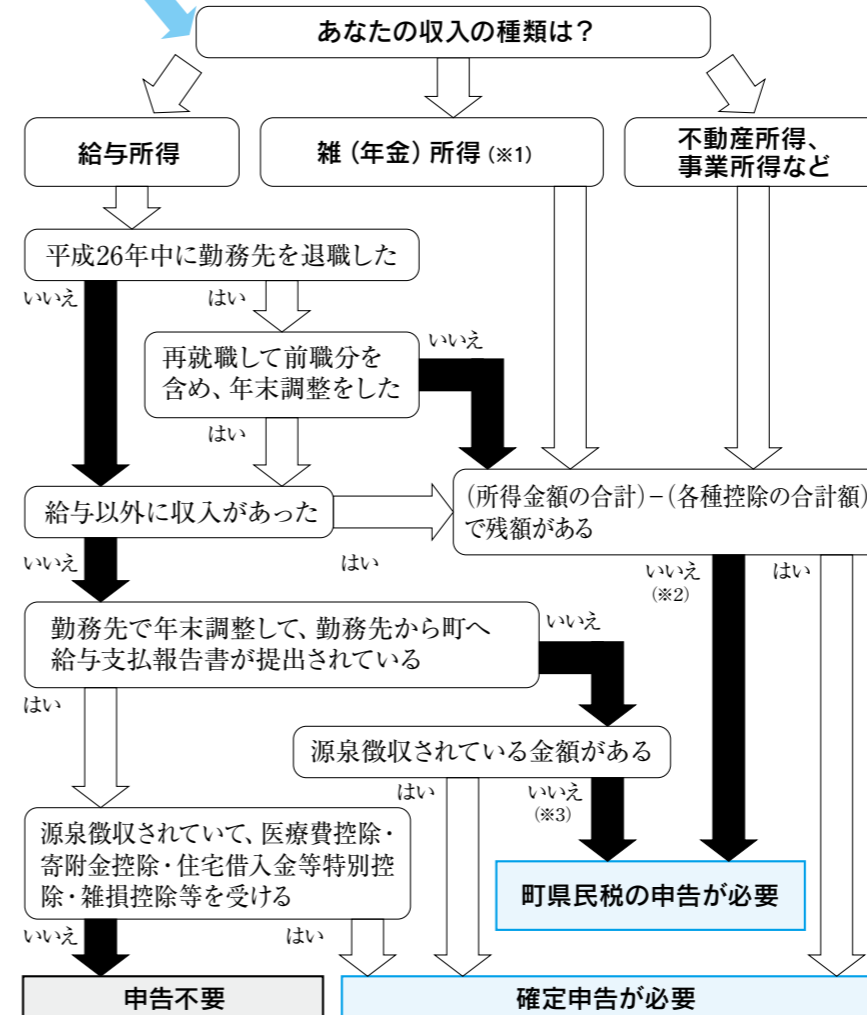 あなたの収入の種類は？
給与所得
雑（年金）所得（※1）
不動産所得、
事業所得など
平成26年中に勤務先を退職した
いいえ
はい
再就職して前職分を
含め、年末調整をした
いいえ
はい
給与以外に収入があった
(所得金額の合計)－(各種控除の合計額)
で残額がある
いいえ
はい
いいえ
(※2)
はい
勤務先で年末調整して、勤務先から町へ
給与支払報告書が提出されている
いいえ
はい
源泉徴収されている金額がある
はい
いいえ
(※3)
源泉徴収されていて、医療費控除・
寄附金控除・住宅借入金等特別控
除・雑損控除等を受ける
町県民税の申告が必要
いいえ
はい
申告不要
確定申告が必要